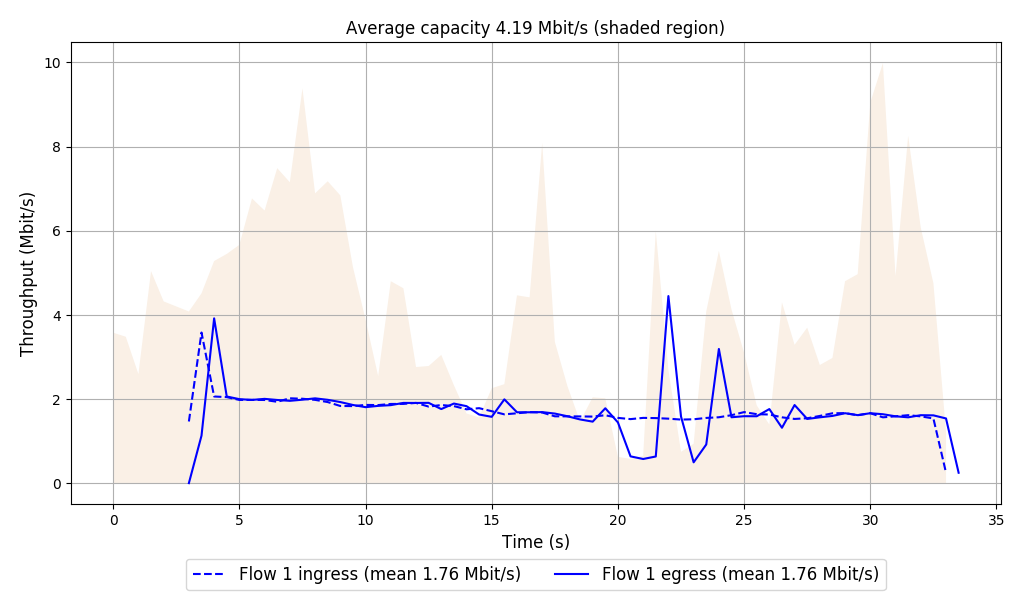 Average capacity 4.19 Mbit/s (shaded region)
10
8
6
4
2
0
Throughput (Mbit/s)
0 5 10 15 20 25 30 35
Time (s)
Flow 1 ingress (mean 1.76 Mbit/s) Flow 1 egress (mean 1.76 Mbit/s)